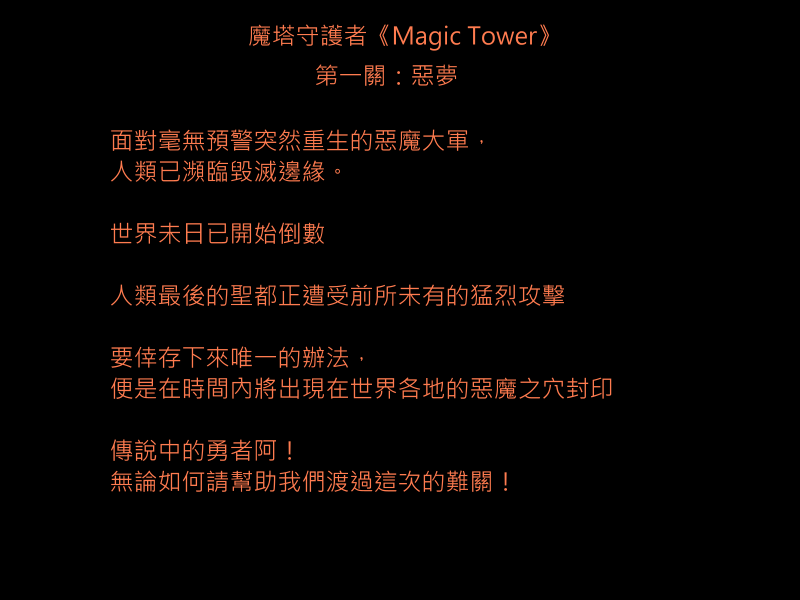 魔塔守護者《Magic Tower》
第一關：惡夢
面對毫無預警突然重生的惡魔大軍，
人類已瀕臨毀滅邊緣。
世界未日已開始倒數
人類最後的聖都正遭受前所未有的猛烈攻擊
要倖存下來唯一的辦法，
便是在時間內將出現在世界各地的惡魔之穴封印
傳說中的勇者阿！
無論如何請幫助我們渡過這次的難關！